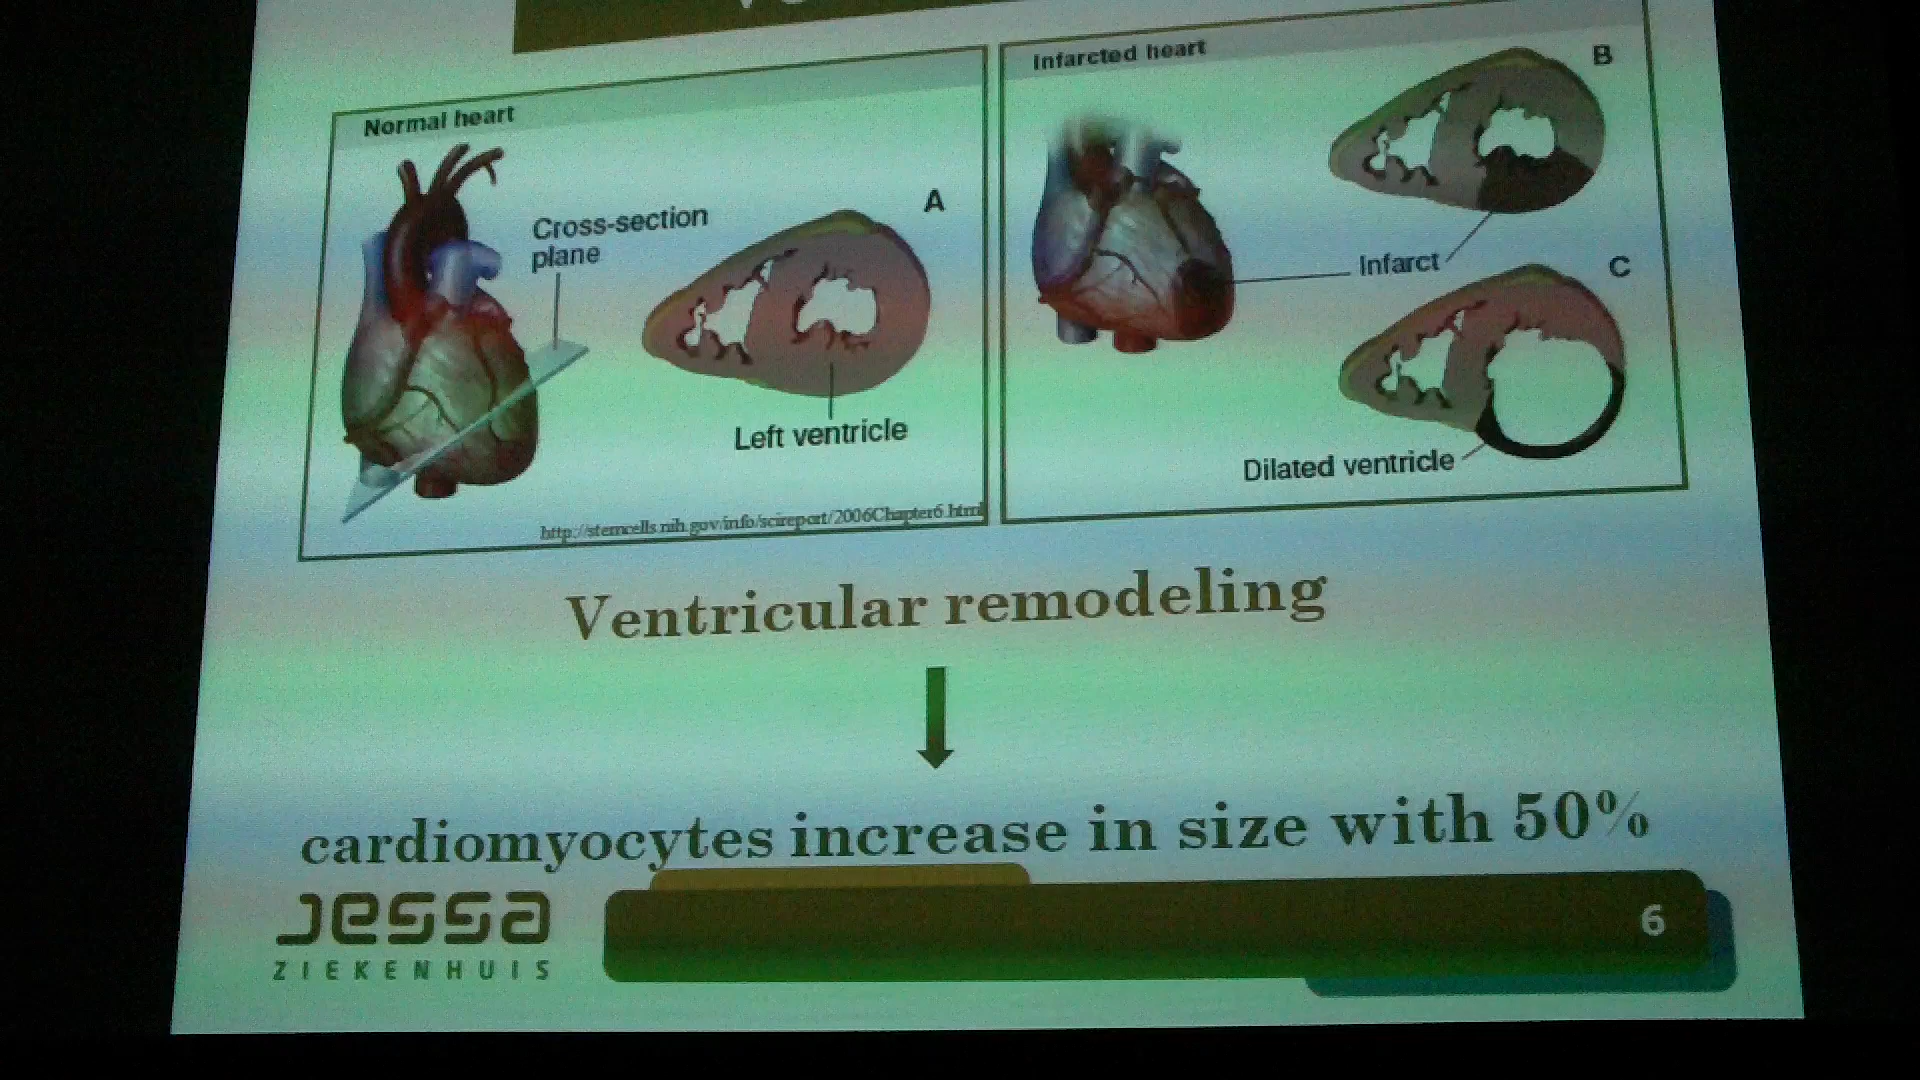 Normal heart
Cross-section
plane
A
Left ventricle
http://stemcells.nih.gov/info/scireport/2006Chapter6.html
Infarcted heart
B
Infarct
C
Dilated ventricle
Ventricular remodeling
cardiomyocytes increase in size with 50%
Jessa
ZIEKENHUIS
6